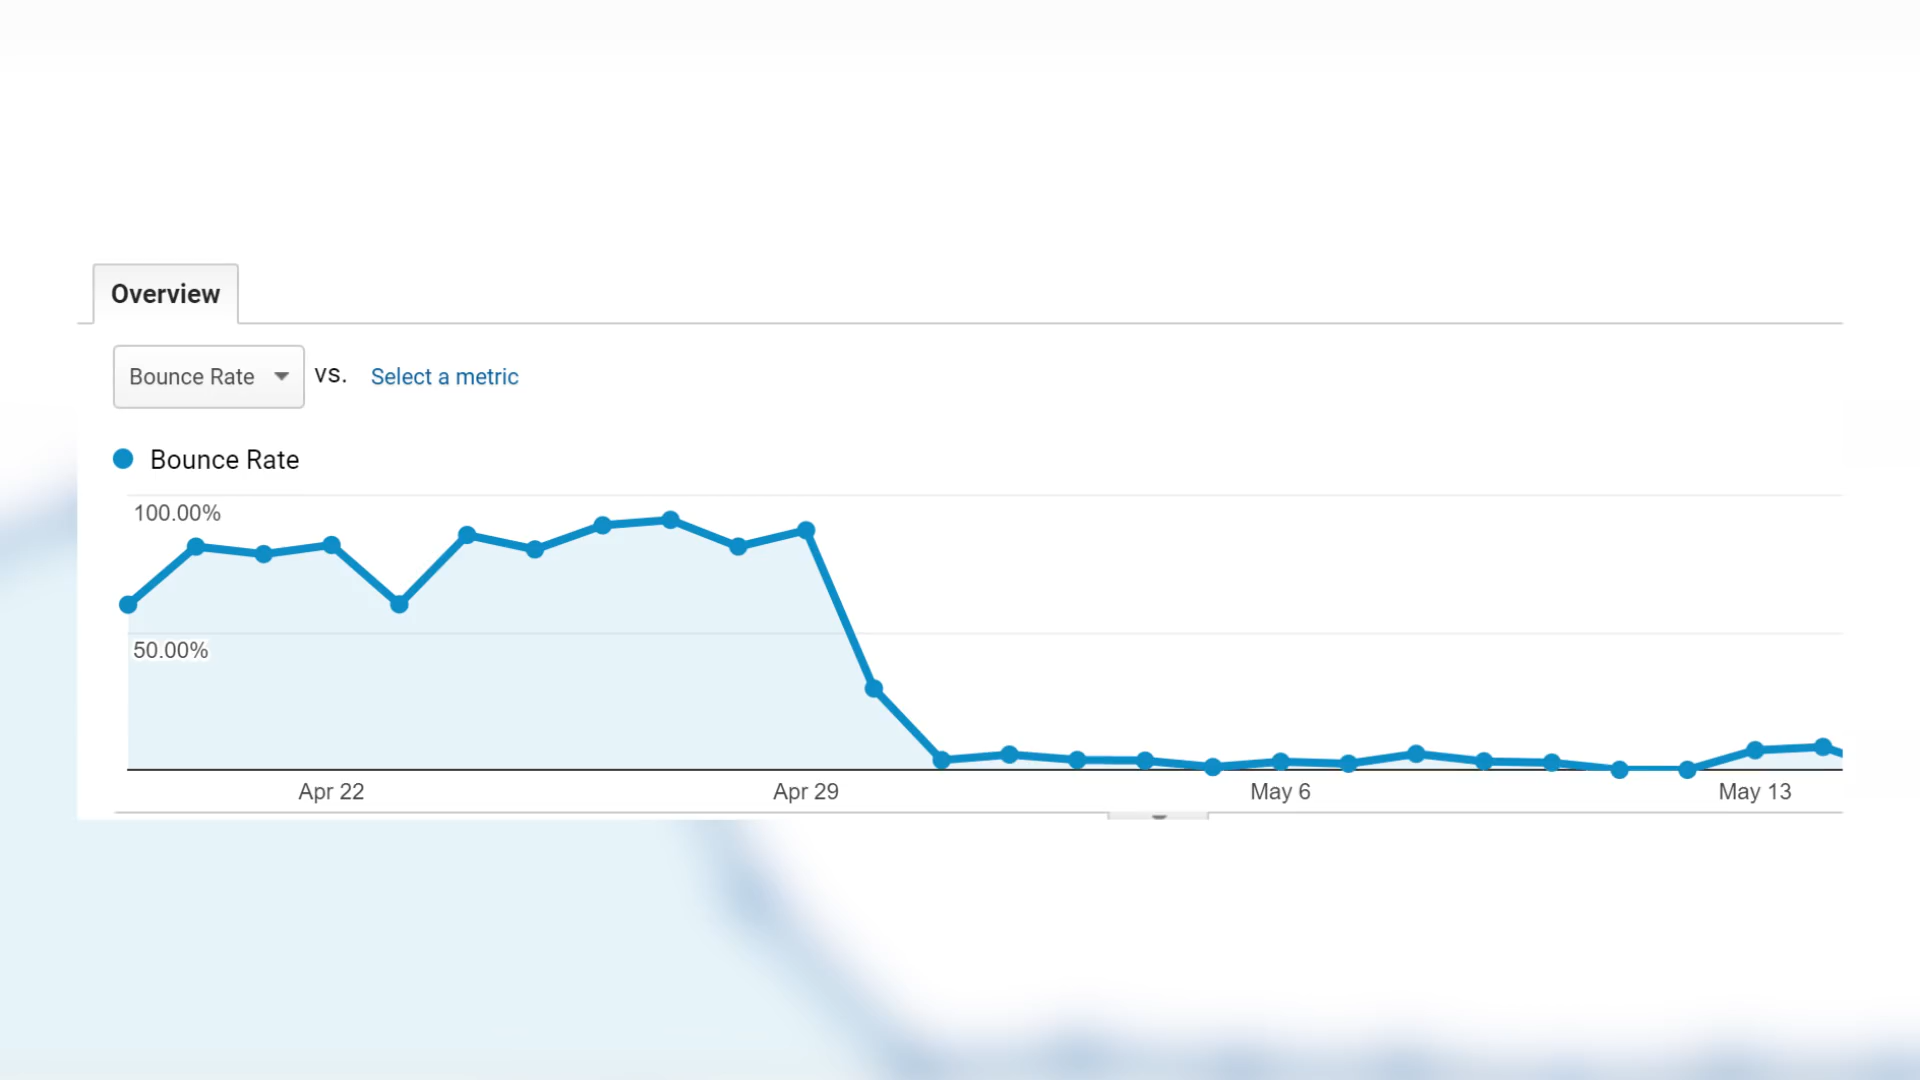 Overview
Bounce Rate vs. Select a metric
Bounce Rate
100.00%
50.00%
Apr 22 Apr 29 May 6 May 13